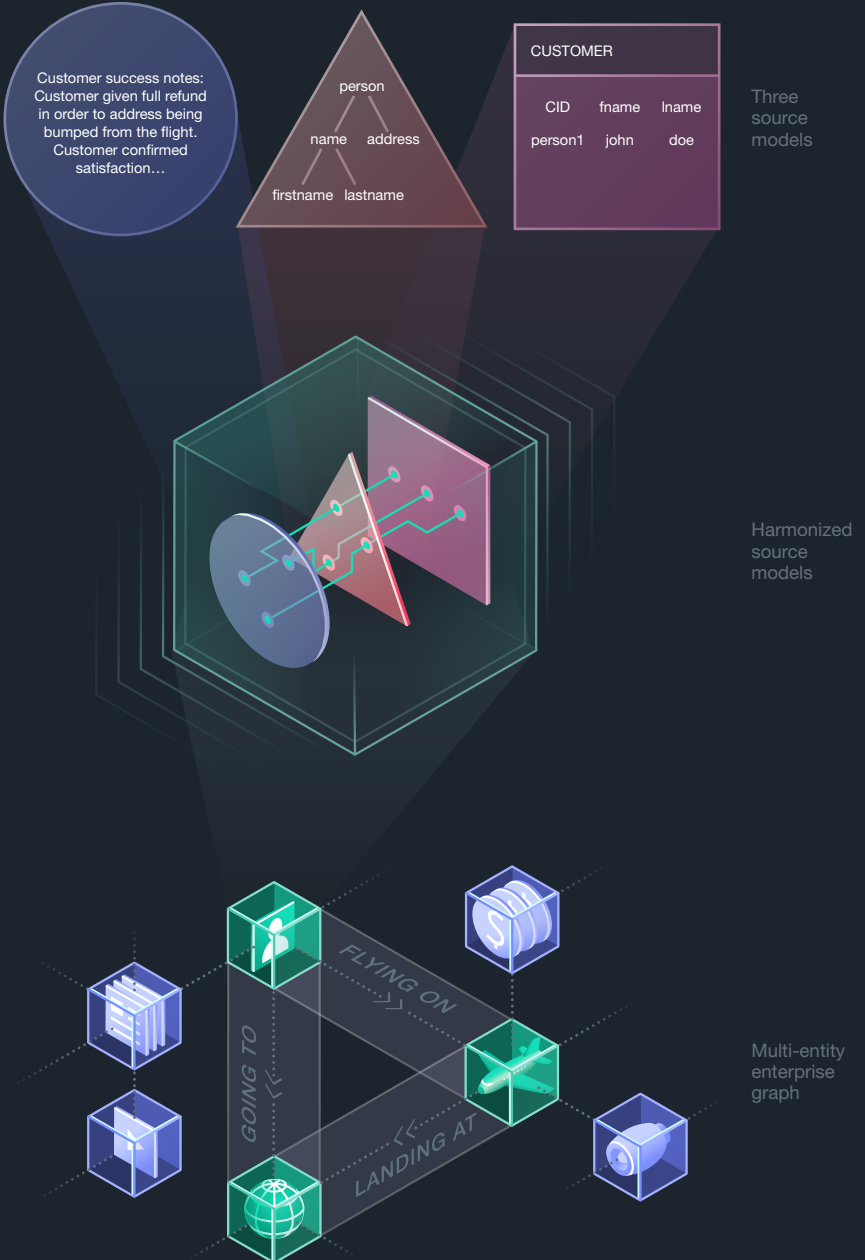 Customer success notes:
Customer given full refund
in order to address being
bumped from the flight.
Customer confirmed
satisfaction…
person
name address
firstname lastname
CUSTOMER
CID fname lname
person1 john doe
Three
source
models
Harmonized
source
models
$
FLYING ON
GOING TO
LANDING AT
Multi-entity
enterprise
graph